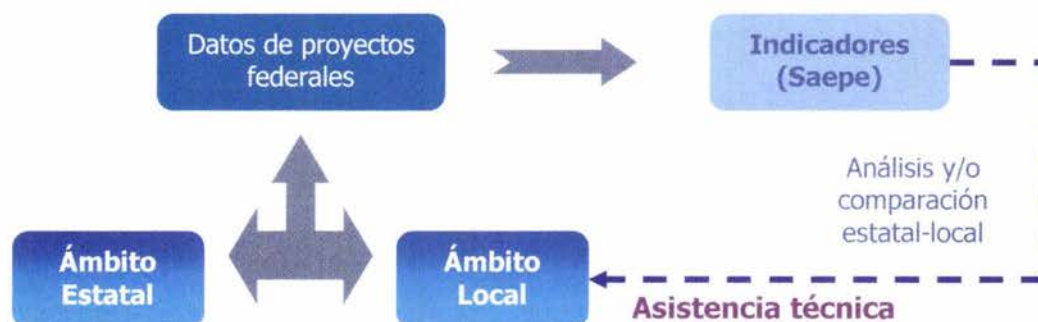 Datos de proyectos
federales
Indicadores
(Saepe)
Análisis y/o
comparación
estatal-local
Ámbito
Estatal
Ámbito
Local
Asistencia técnica